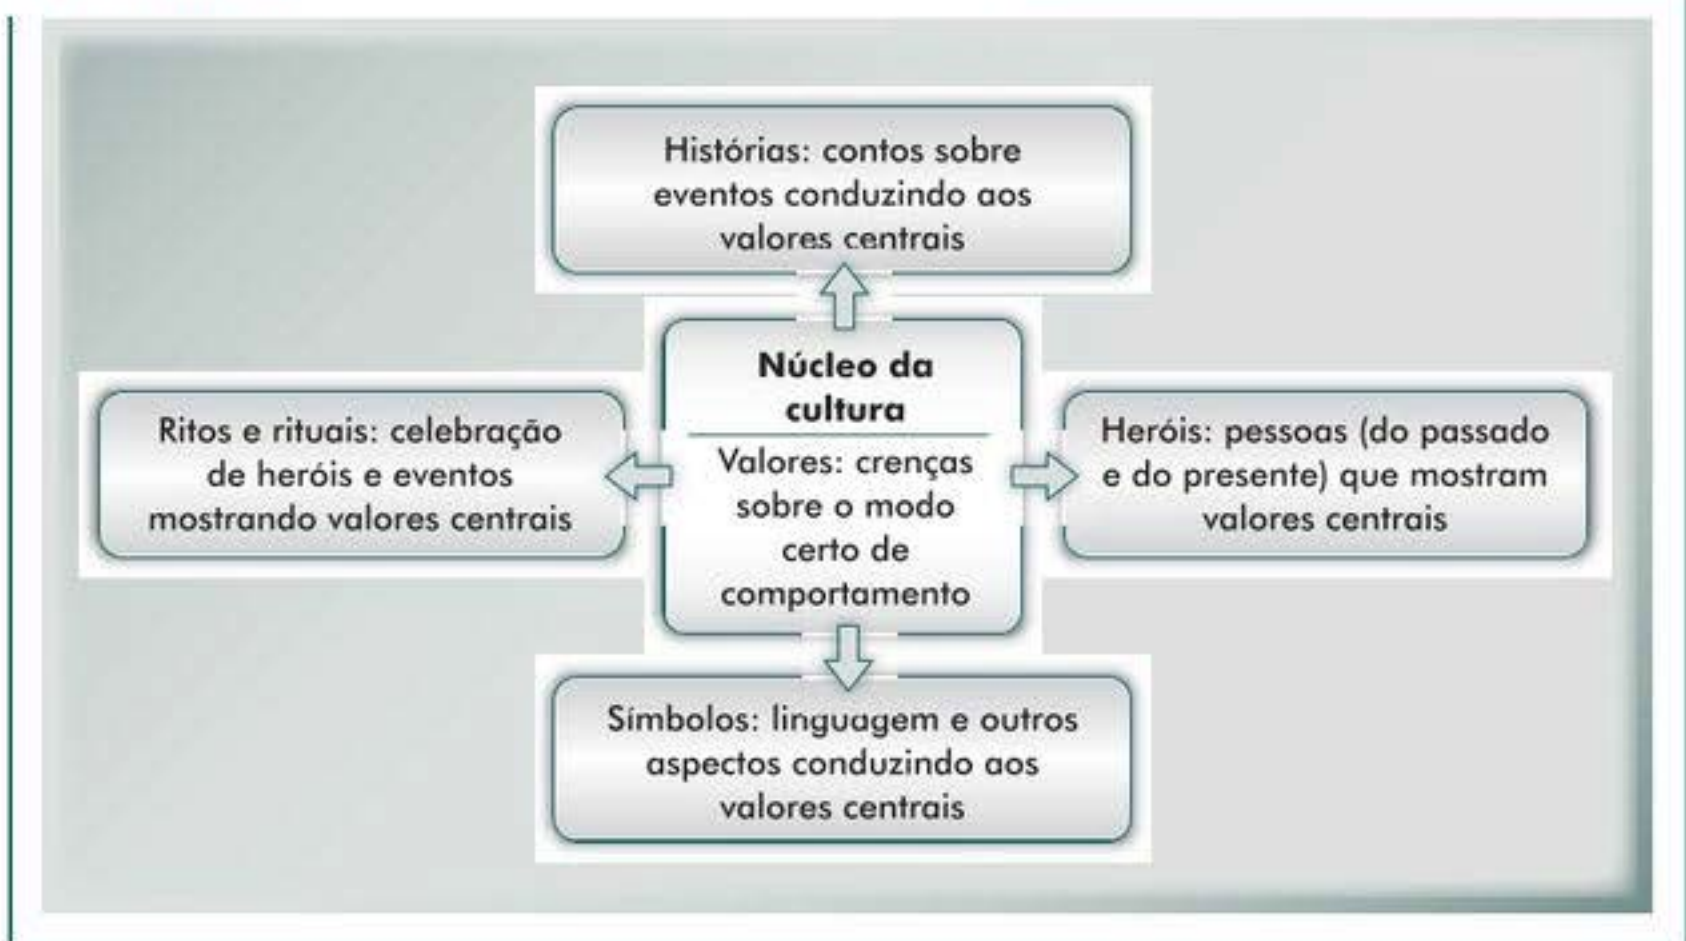 Histórias: contos sobre
eventos conduzindo aos
valores centrais
Núcleo da
cultura
Valores: crenças
sobre o modo
certo de
comportamento
Ritos e rituais: celebração
de heróis e eventos
mostrando valores centrais
Heróis: pessoas (do passado
e do presente) que mostram
valores centrais
Símbolos: linguagem e outros
aspectos conduzindo aos
valores centrais